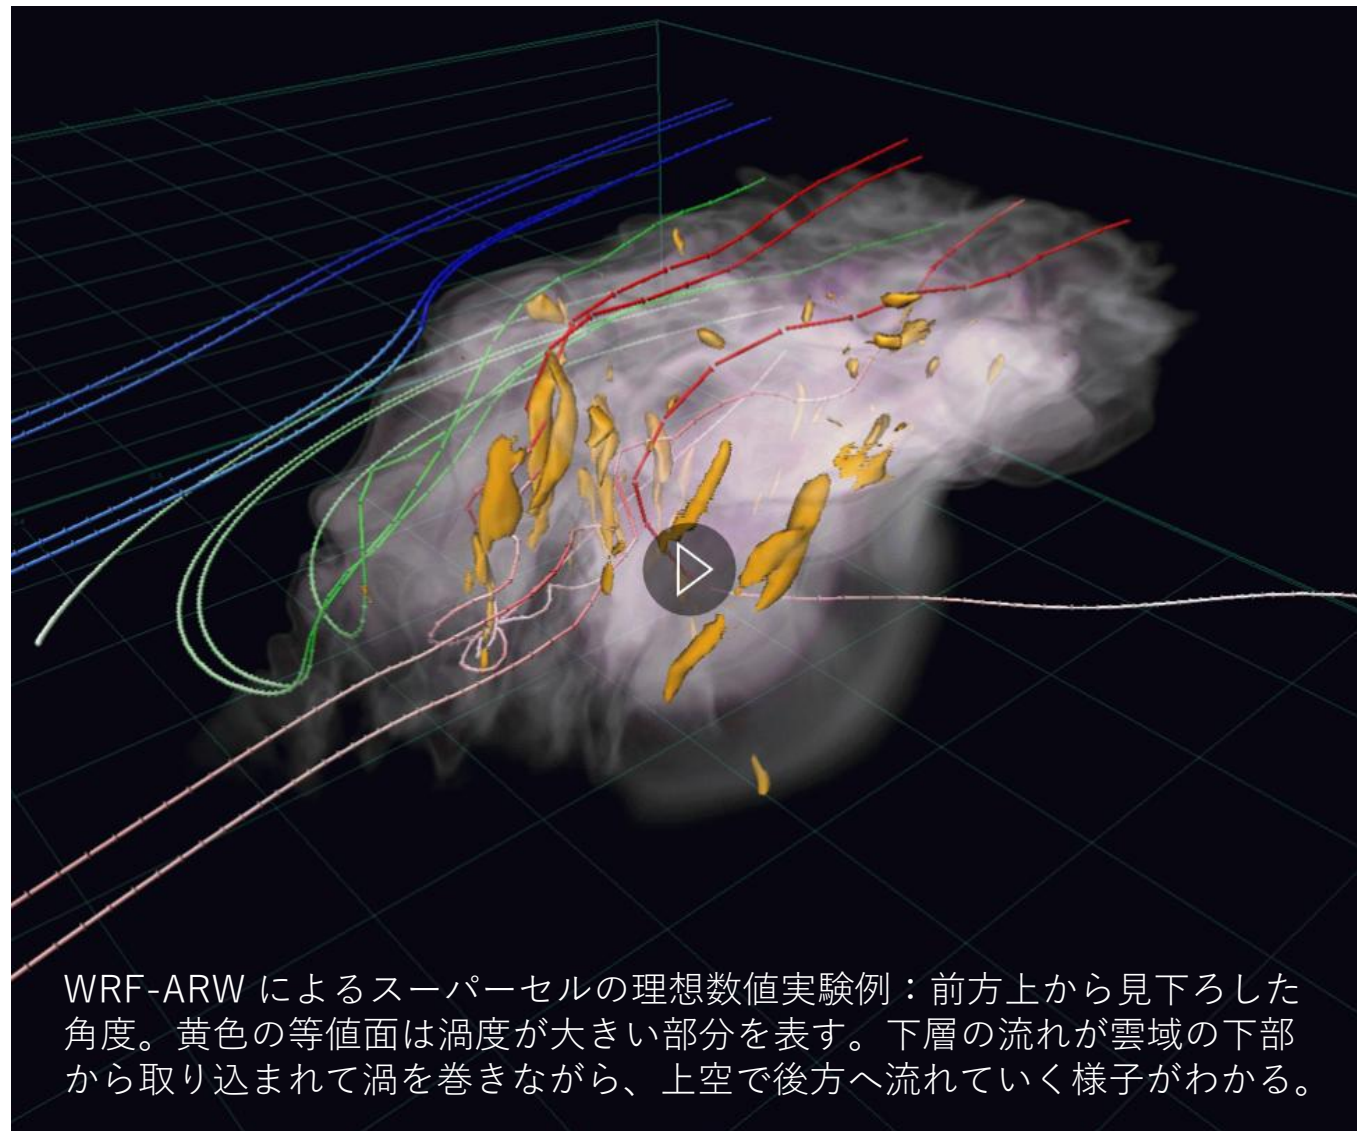 WRF-ARW によるスーパーセルの理想数値実験例：前方上から見下ろした
角度。黄色の等値面は渦度が大きい部分を表す。下層の流れが雲域の下部
から取り込まれて渦を巻きながら、上空で後方へ流れていく様子がわかる。